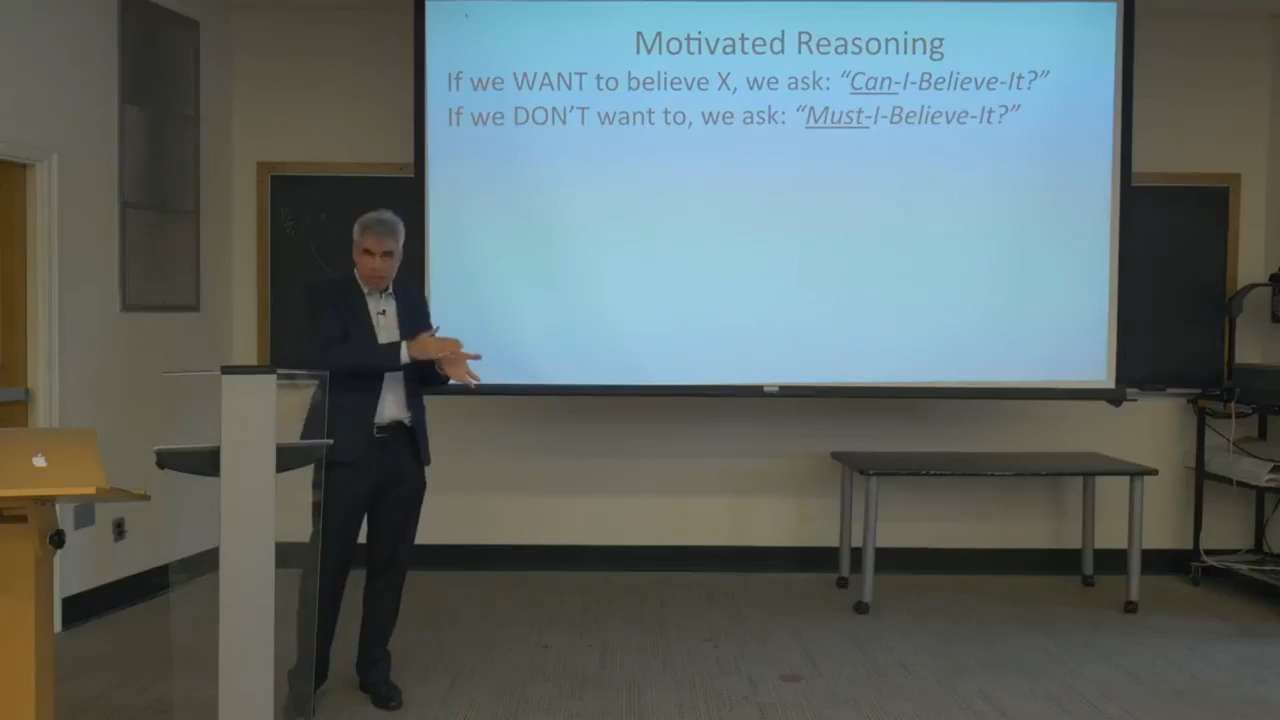 Motivated Reasoning
If we WANT to believe X, we ask: “Can-I-Believe-It?”
If we DON’T want to, we ask: “Must-I-Believe-It?”